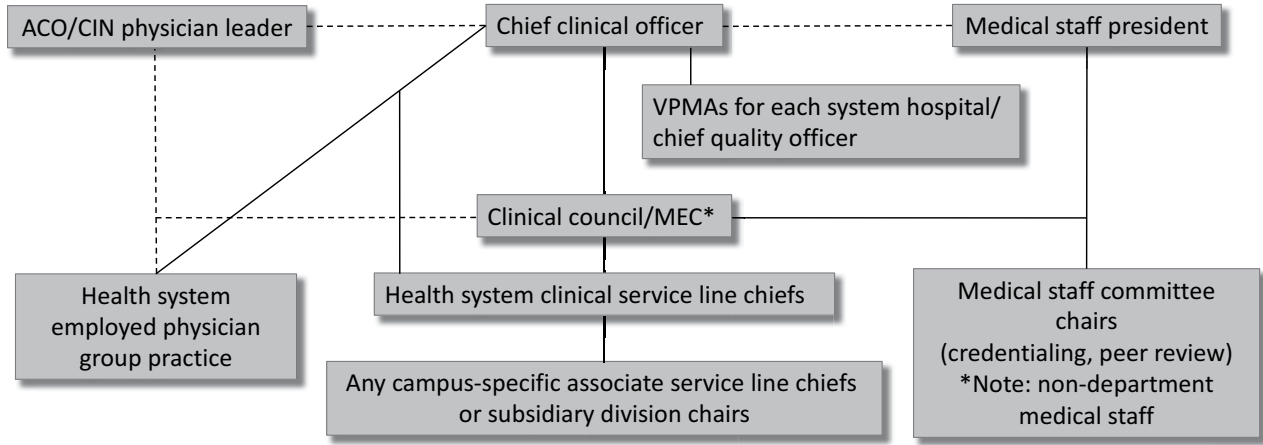 ACO/CIN physician leader
Chief clinical officer
Medical staff president
VPMAs for each system hospital/
chief quality officer
Clinical council/MEC*
Health system
employed physician
group practice
Health system clinical service line chiefs
Medical staff committee
chairs
(credentialing, peer review)
*Note: non-department
medical staff
Any campus-specific associate service line chiefs
or subsidiary division chairs